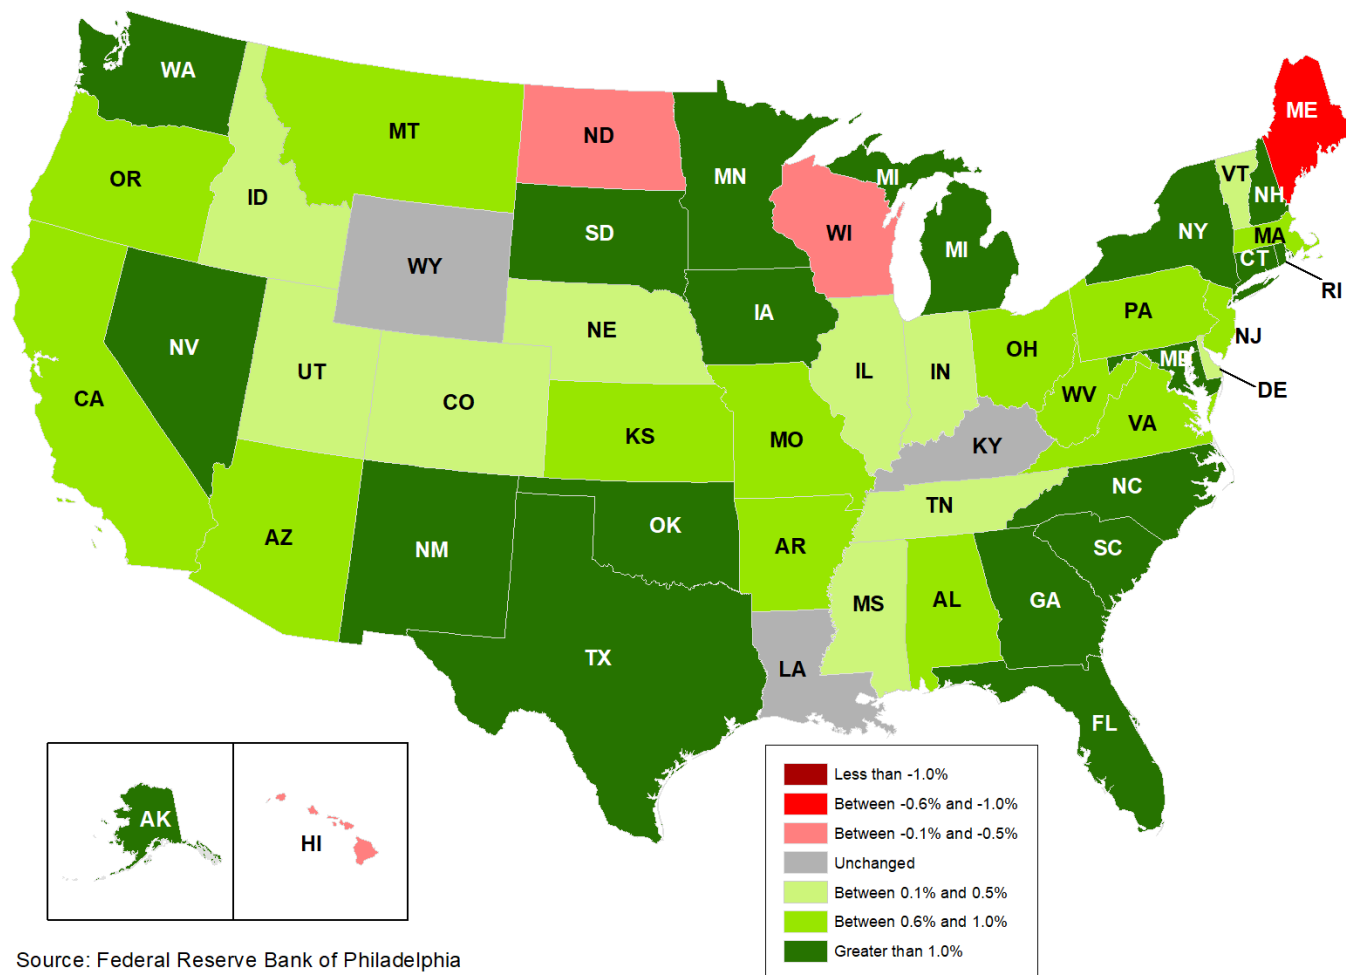 WA
MT
ND
MN
MI
ME
VT
NH
OR
ID
SD
WI
MI
NY
MA
CT
RI
WY
IA
PA
NE
NV
UT
CO
IL
IN
OH
NJ
MD
DE
CA
KS
MO
WV
VA
KY
AZ
NM
OK
AR
TN
NC
SC
MS
AL
GA
TX
LA
FL
AK
HI
Less than -1.0%
Between -0.6% and -1.0%
Between -0.1% and -0.5%
Unchanged
Between 0.1% and 0.5%
Between 0.6% and 1.0%
Greater than 1.0%
Source: Federal Reserve Bank of Philadelphia